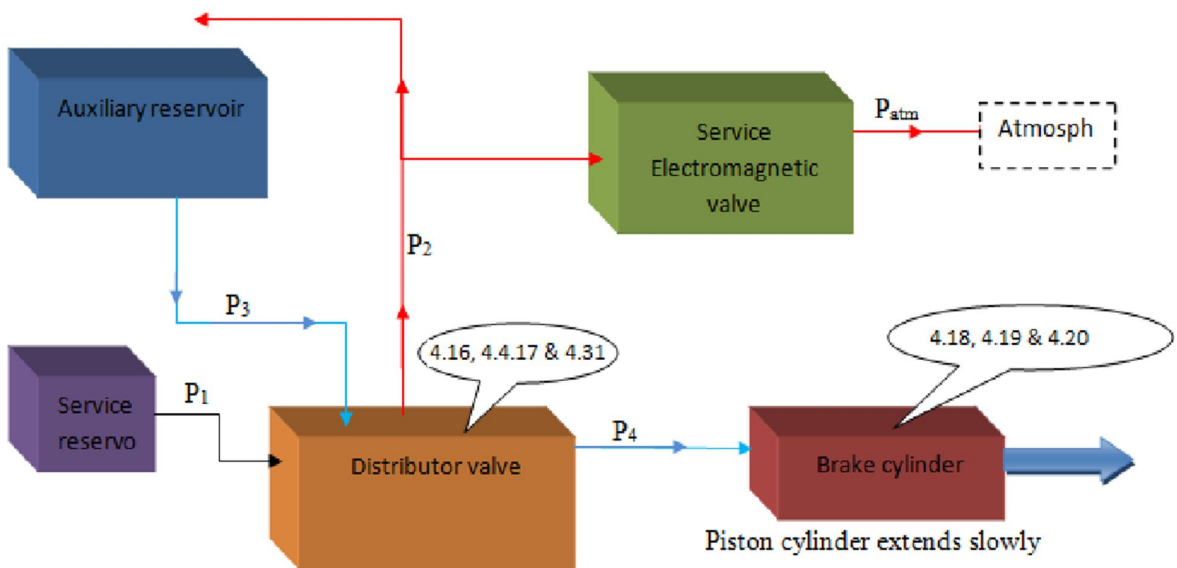 Auxiliary reservoir
Service
Electromagnetic
valve
P_atm
Atmosph
P₂
P₃
4.16, 4.4.17 & 4.31
4.18, 4.19 & 4.20
Service
reservo
P₁
Distributor valve
P₄
Brake cylinder
Piston cylinder extends slowly